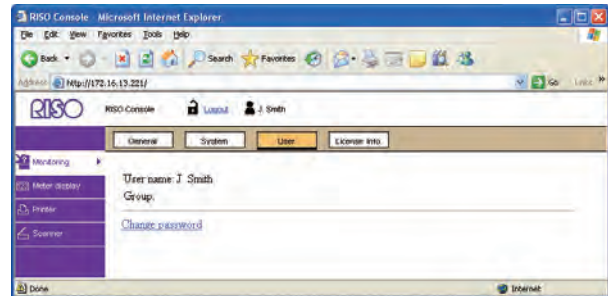 RISO Console - Microsoft Internet Explorer
File Edit View Favorites Tools Help
Back Search Favorites
Address http://172.16.13.221/ Go Links »
RISO RISO Console Logout J. Smith
General System User License Info.
Monitoring
Meter display
Printer
Scanner
User name: J. Smith
Group:
Change password
Done Internet